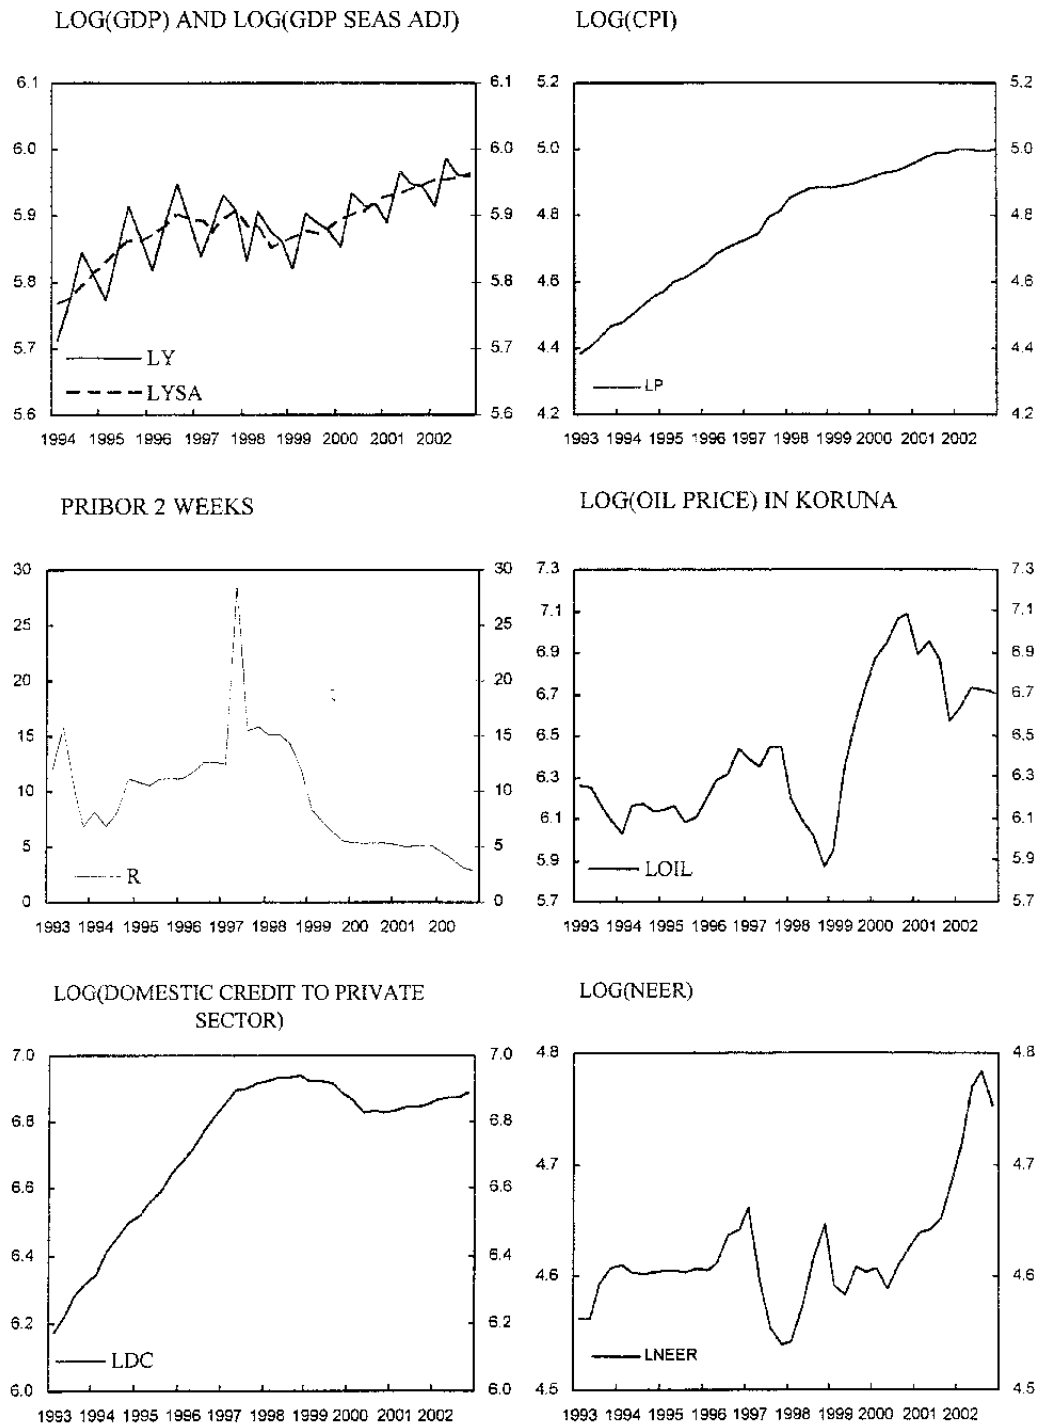 LOG(GDP) AND LOG(GDP SEAS ADJ)
6.1 6.1
6.0 6.0
5.9 5.9
5.8 5.8
5.7 5.7
5.6 5.6
LY
LYSA
1994 1995 1996 1997 1998 1999 2000 2001 2002
LOG(CPI)
5.2 5.2
5.0 5.0
4.8 4.8
4.6 4.6
4.4 4.4
4.2 4.2
LP
1993 1994 1995 1996 1997 1998 1999 2000 2001 2002
PRIBOR 2 WEEKS
30 30
25 25
20 20
15 15
10 10
5 5
0 0
R
1993 1994 1995 1996 1997 1998 1999 200 200 200
LOG(OIL PRICE) IN KORUNA
7.3 7.3
7.1 7.1
6.9 6.9
6.7 6.7
6.5 6.5
6.3 6.3
6.1 6.1
5.9 5.9
5.7 5.7
LOIL
1993 1994 1995 1996 1997 1998 1999 2000 2001 2002
LOG(DOMESTIC CREDIT TO PRIVATE
SECTOR)
7.0 7.0
6.8 6.8
6.6 6.6
6.4 6.4
6.2 6.2
6.0 6.0
LDC
1993 1994 1995 1996 1997 1998 1999 2000 2001 2002
LOG(NEER)
4.8 4.8
4.7 4.7
4.6 4.6
4.5 4.5
LNEER
1993 1994 1995 1996 1997 1998 1999 2000 2001 2002